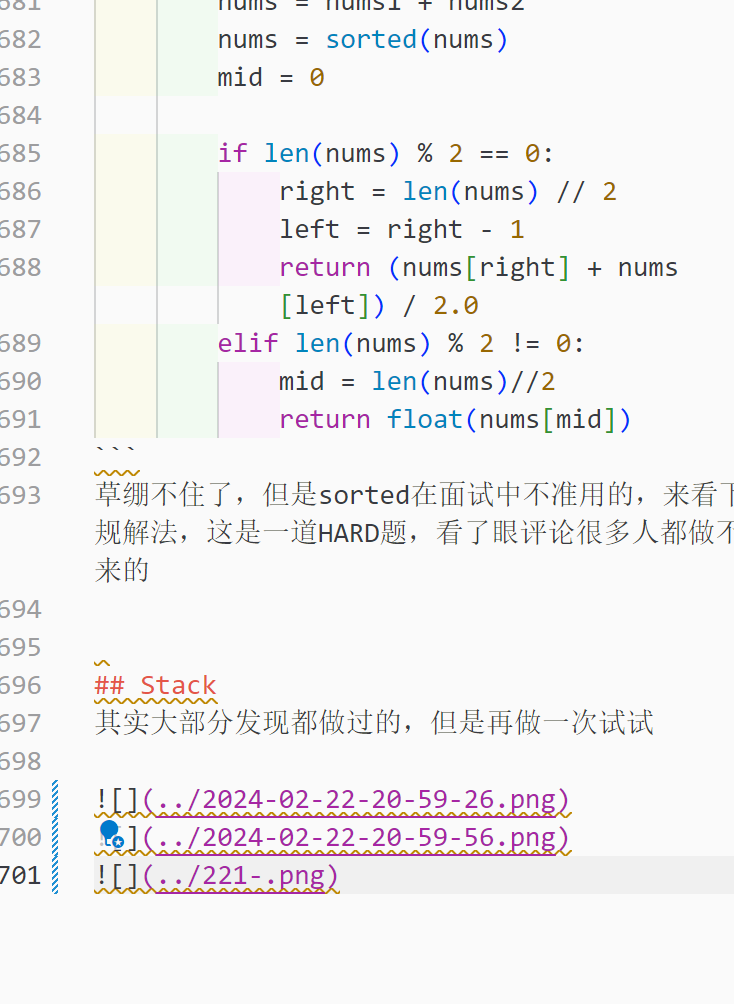 681 nums = nums1 + nums2
682 nums = sorted(nums)
683 mid = 0
684
685 if len(nums) % 2 == 0:
686 right = len(nums) // 2
687 left = right - 1
688 return (nums[right] + nums
[left]) / 2.0
689 elif len(nums) % 2 != 0:
690 mid = len(nums)//2
691 return float(nums[mid])
692 ```
693 草绷不住了，但是sorted在面试中不准用的，来看
规解法，这是一道HARD题，看了眼评论很多人都做
来的
694
695
696 ## Stack
697 其实大部分发现都做过的，但是再做一次试试
698
699 ![](../2024-02-22-20-59-26.png)
700 ](../2024-02-22-20-59-56.png)
701 ![](../221-.png)